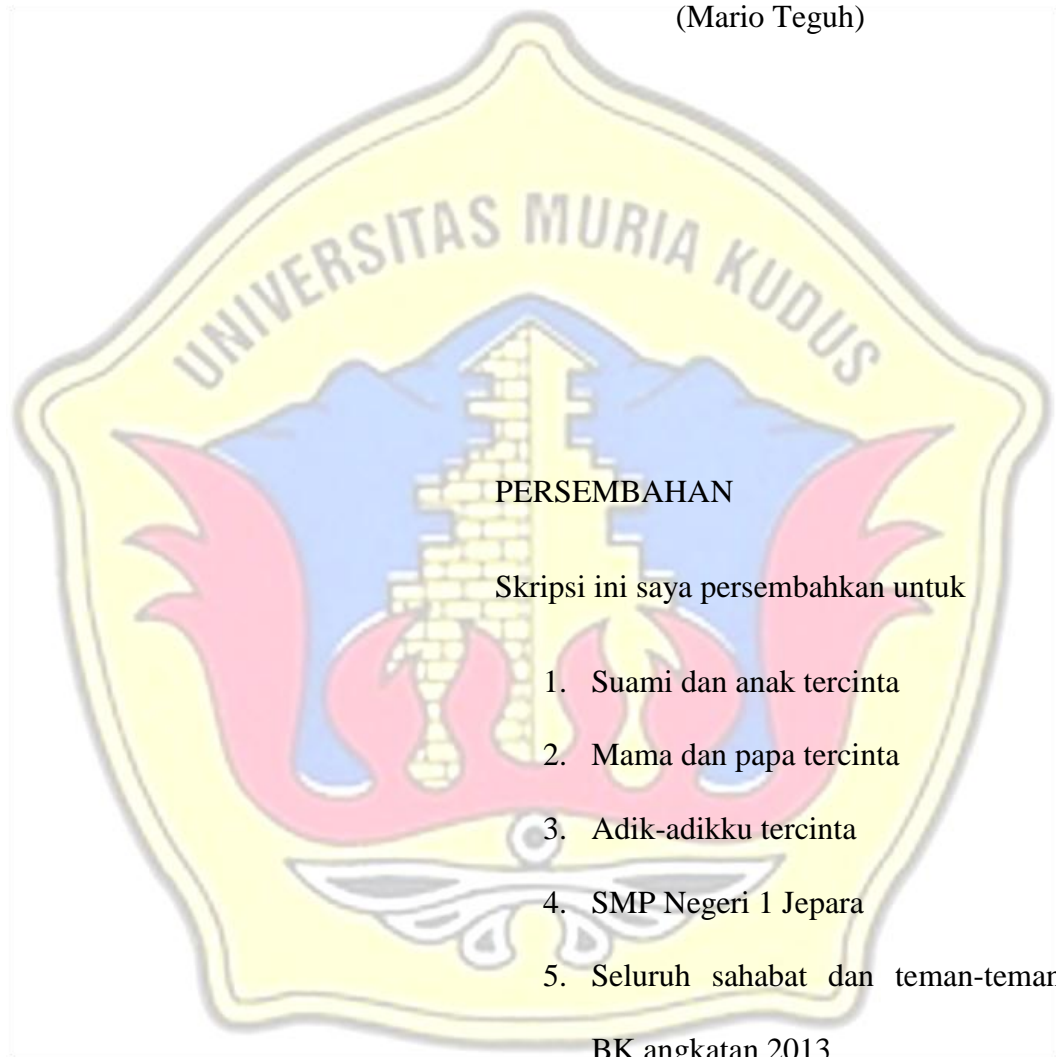 (Mario Teguh)
UNIVERSITAS MURIA KUDUS
PERSEMBAHAN
Skripsi ini saya persembahkan untuk
1. Suami dan anak tercinta
2. Mama dan papa tercinta
3. Adik-adikku tercinta
4. SMP Negeri 1 Jepara
5. Seluruh sahabat dan teman-teman
BK angkatan 2013